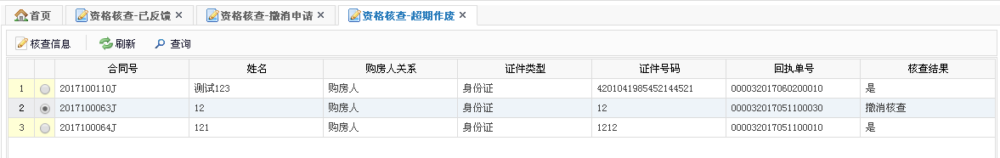 首页 资格核查-已反馈 资格核查-撤消申请 资格核查-超期作废
核查信息 刷新 查询
合同号 姓名 购房人关系 证件类型 证件号码 回执单号 核查结果
1 2017100110J 测试123 购房人 身份证 4201041985452144521 000032017060200010 是
2 2017100063J 12 购房人 身份证 12 000032017051100030 撤消核查
3 2017100064J 121 购房人 身份证 1212 000032017051100010 是